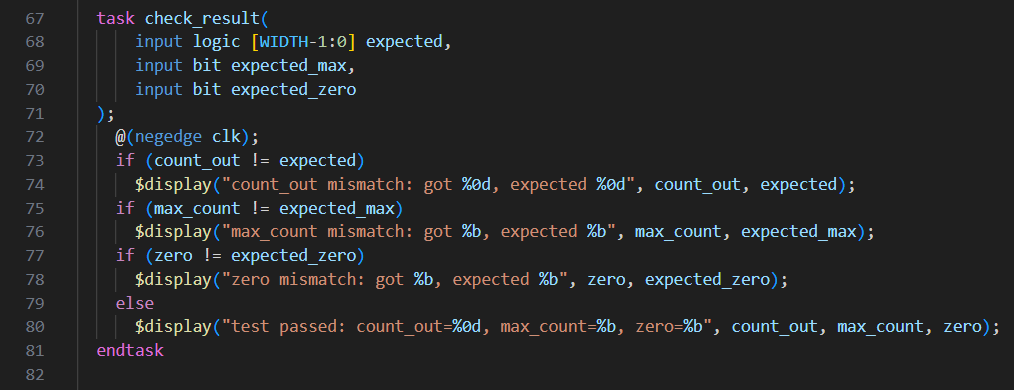 67 task check_result(
68 input logic [WIDTH-1:0] expected,
69 input bit expected_max,
70 input bit expected_zero
71 );
72 @(negedge clk);
73 if (count_out != expected)
74 $display("count_out mismatch: got %0d, expected %0d", count_out, expected);
75 if (max_count != expected_max)
76 $display("max_count mismatch: got %b, expected %b", max_count, expected_max);
77 if (zero != expected_zero)
78 $display("zero mismatch: got %b, expected %b", zero, expected_zero);
79 else
80 $display("test passed: count_out=%0d, max_count=%b, zero=%b", count_out, max_count, zero);
81 endtask
82